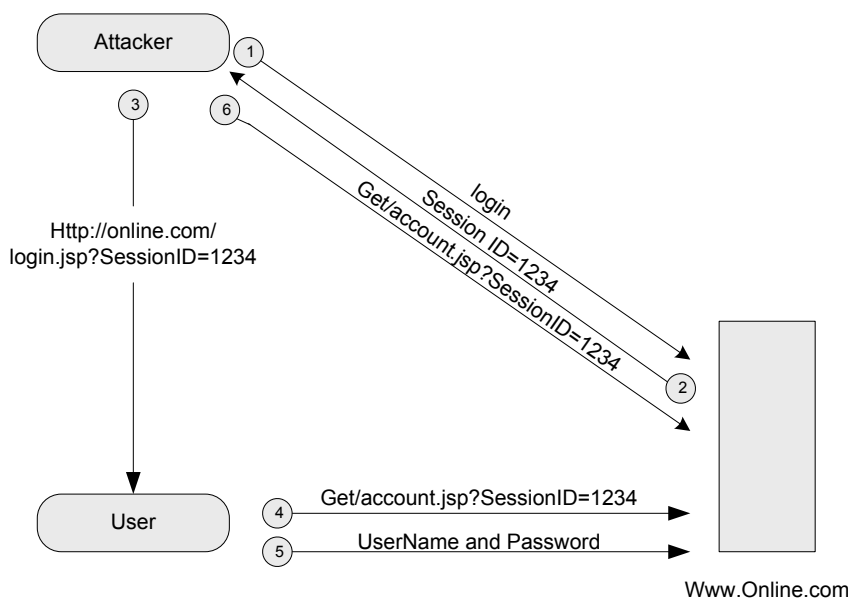 Attacker
1
3
6
login
Session ID=1234
Get/account.jsp?SessionID=1234
Http://online.com/
login.jsp?SessionID=1234
2
User
4
Get/account.jsp?SessionID=1234
5
UserName and Password
Www.Online.com